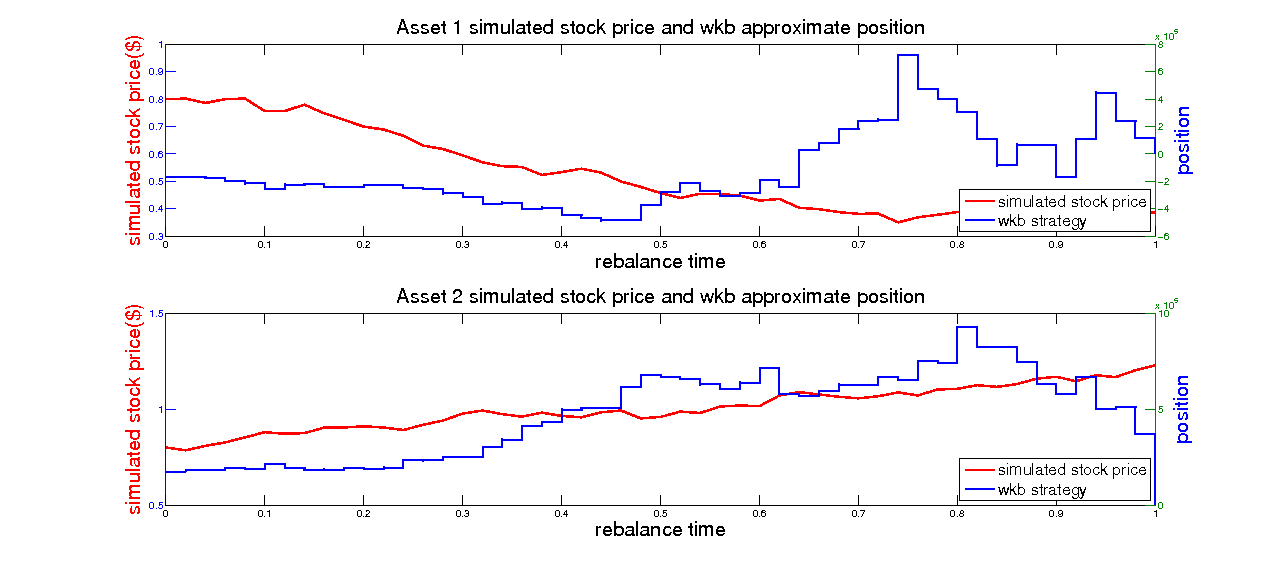 Asset 1 simulated stock price and wkb approximate position
x 10^5
simulated stock price($)
1
0.9
0.8
0.7
0.6
0.5
0.4
0.3
8
6
4
2
0
-2
-4
-6
position
simulated stock price
wkb strategy
0 0.1 0.2 0.3 0.4 0.5 0.6 0.7 0.8 0.9 1
rebalance time
Asset 2 simulated stock price and wkb approximate position
x 10^5
simulated stock price($)
1.5
1
0.5
10
5
0
position
simulated stock price
wkb strategy
0 0.1 0.2 0.3 0.4 0.5 0.6 0.7 0.8 0.9 1
rebalance time